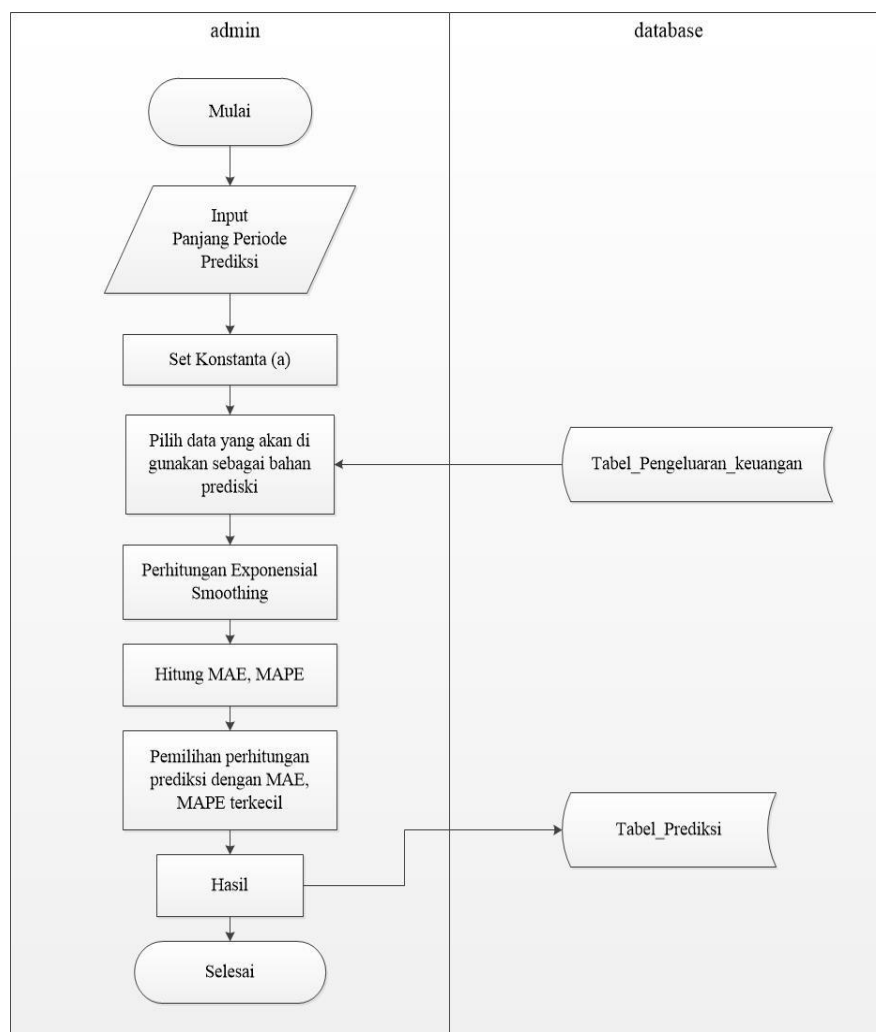 admin
database
Mulai
Input
Panjang Periode
Prediksi
Set Konstanta (a)
Pilih data yang akan di
gunakan sebagai bahan
prediski
Tabel_Pengeluaran_keuangan
Perhitungan Exponensial
Smoothing
Hitung MAE, MAPE
Pemilihan perhitungan
prediksi dengan MAE,
MAPE terkecil
Tabel_Prediksi
Hasil
Selesai